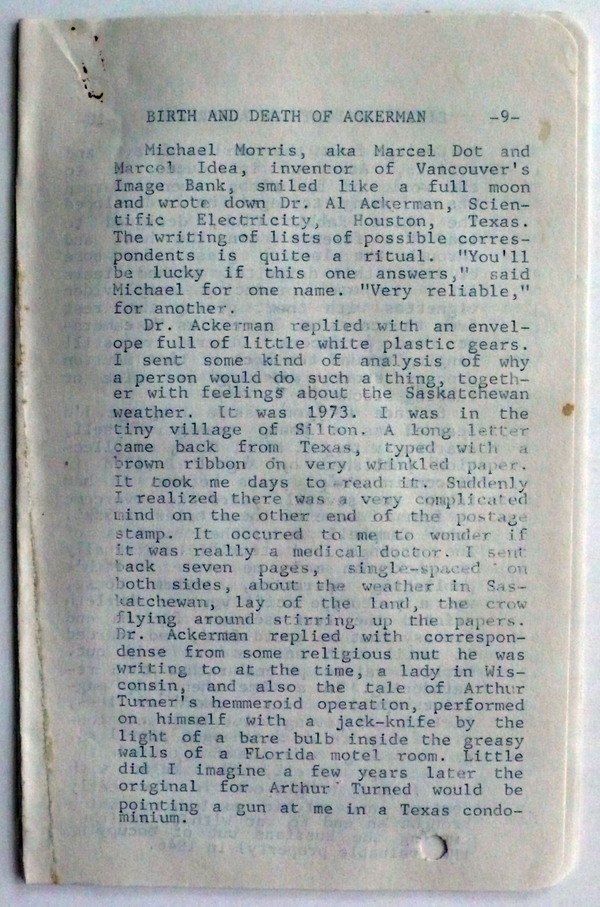 BIRTH AND DEATH OF ACKERMAN -9-
Michael Morris, aka Marcel Dot and
Marcel Idea, inventor of Vancouver's
Image Bank, smiled like a full moon
and wrote down Dr. Al Ackerman, Scien-
tific Electricity, Houston, Texas.
The writing of lists of possible corres-
pondents is quite a ritual. "You'll
be lucky if this one answers," said
Michael for one name. "Very reliable,"
for another.
Dr. Ackerman replied with an envel-
ope full of little white plastic gears.
I sent some kind of analysis of why
a person would do such a thing, togeth-
er with feelings about the Saskatchewan
weather. It was 1973. I was in the
tiny village of Silton. A long letter
came back from Texas, typed with a
brown ribbon on very wrinkled paper.
It took me days to read it. Suddenly
I realized there was a very complicated
mind on the other end of the postage
stamp. It occured to me to wonder if
it was really a medical doctor. I sent
back seven pages, single-spaced on
both sides, about the weather in Sas-
katchewan, lay of the land, the crow
flying around stirring up the papers.
Dr. Ackerman replied with correspon-
dense from some religious nut he was
writing to at the time, a lady in Wis-
consin, and also the tale of Arthur
Turner's hemmeroid operation, performed
on himself with a jack-knife by the
light of a bare bulb inside the greasy
walls of a FLorida motel room. Little
did I imagine a few years later the
original for Arthur Turned would be
pointing a gun at me in a Texas condo-
minium.